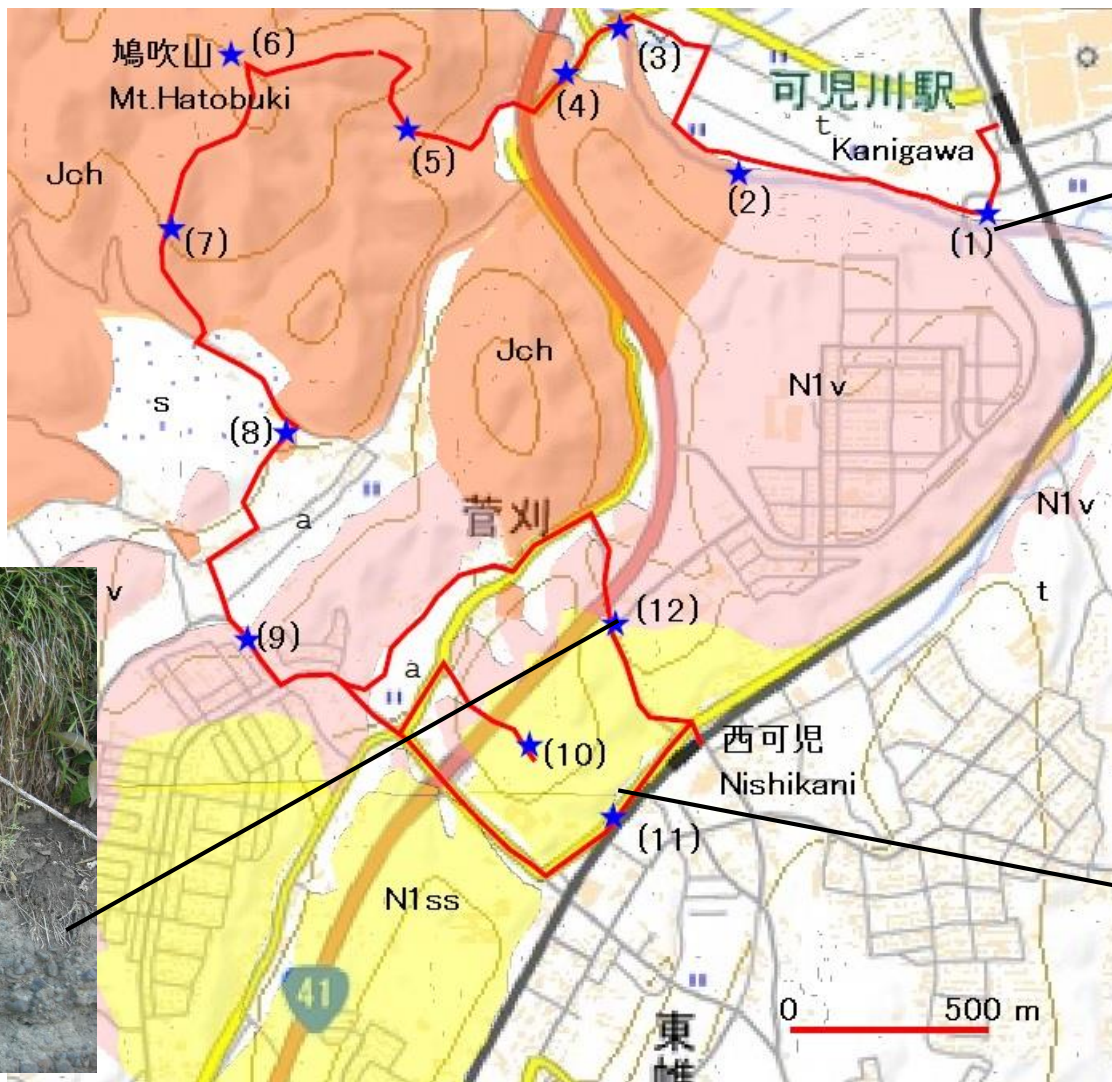 鳩吹山
Mt.Hatobuki
(6)
(3)
(4)
可児川駅
t
Kanigawa
(5)
Jch
(2)
(1)
(7)
Jch
s
N1v
(8)
菅刈
N1v
a
v
(12)
t
(9)
a
西可児
Nishikani
(10)
(11)
N1ss
41
0 500 m
東